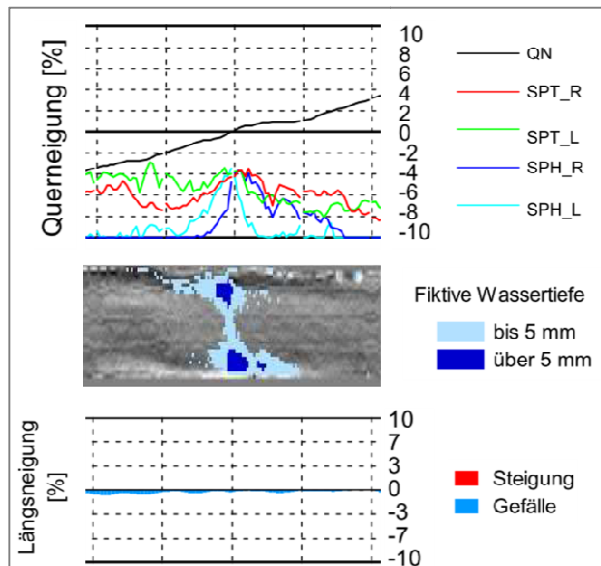 Querneigung [%]
10
8
6
4
2
0
-2
-4
-6
-8
-10
QN
SPT_R
SPT_L
SPH_R
SPH_L
Fiktive Wassertiefe
bis 5 mm
über 5 mm
Längsneigung
[%]
10
7
3
0
-3
-7
-10
Steigung
Gefälle